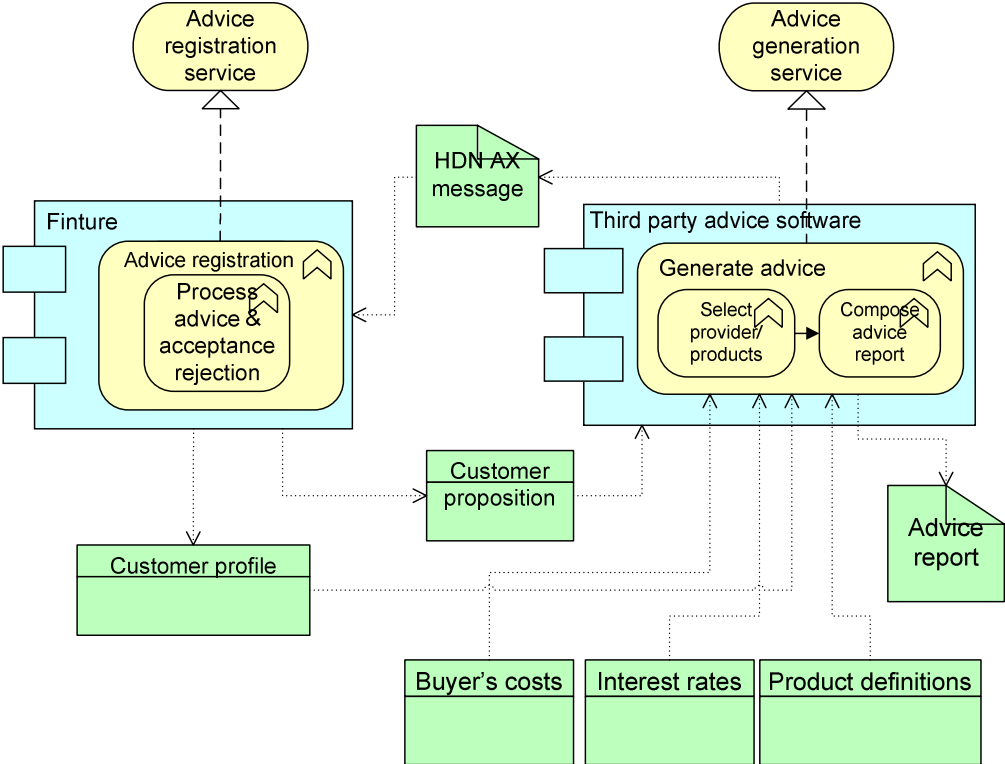 Advice
registration
service
Advice
generation
service
HDN AX
message
Finture
Third party advice software
Advice registration
Process
advice &
acceptance
rejection
Generate advice
Select
provider/
products
Compose
advice
report
Customer
proposition
Advice
report
Customer profile
Buyer's costs
Interest rates
Product definitions